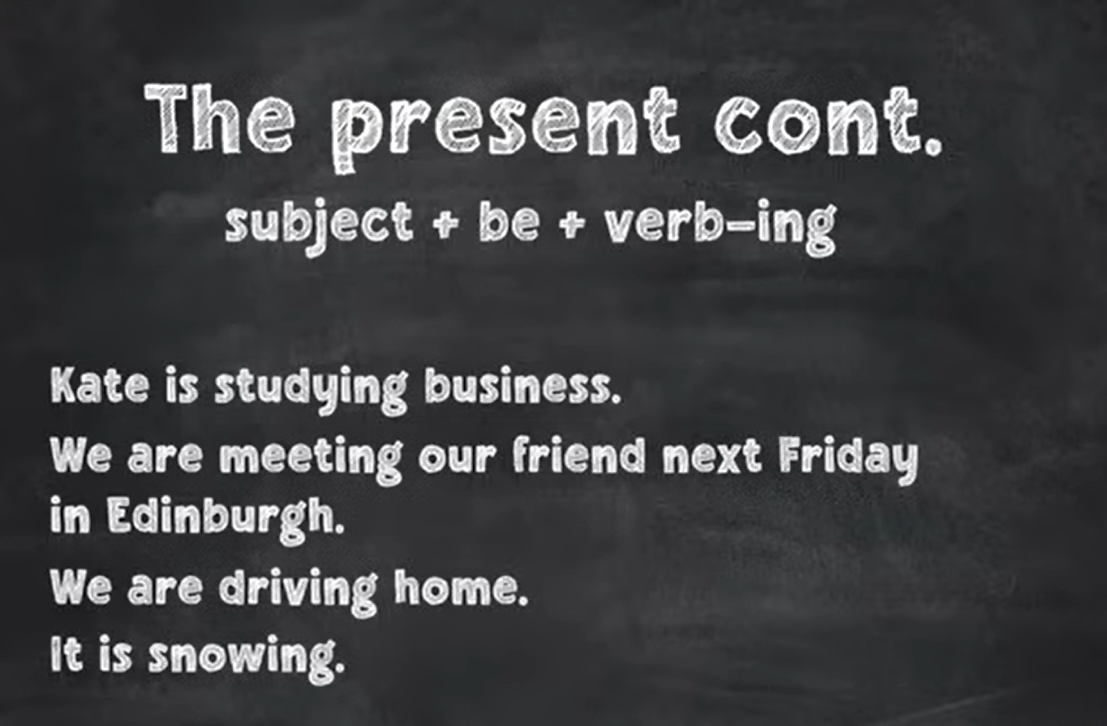 The present cont.
subject + be + verb-ing
Kate is studying business.
We are meeting our friend next Friday
in Edinburgh.
We are driving home.
It is snowing.